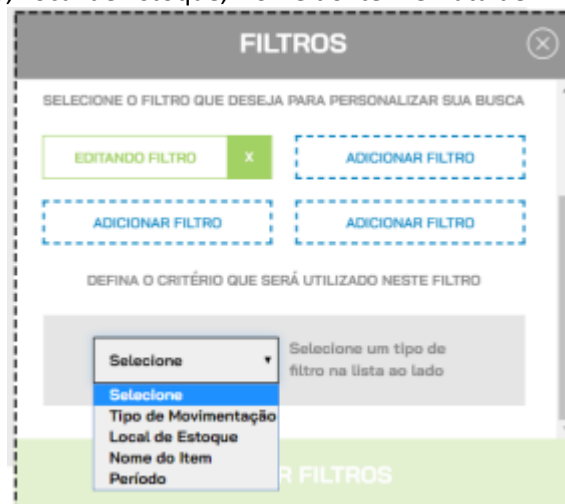 FILTROS
SELECIONE O FILTRO QUE DESEJA PARA PERSONALIZAR SUA BUSCA
EDITANDO FILTRO X ADICIONAR FILTRO
ADICIONAR FILTRO ADICIONAR FILTRO
DEFINA O CRITÉRIO QUE SERÁ UTILIZADO NESTE FILTRO
Selecione
Selecione um tipo de
filtro na lista ao lado
Selecione
Tipo de Movimentação
Local de Estoque
Nome do Item
Período
R FILTROS